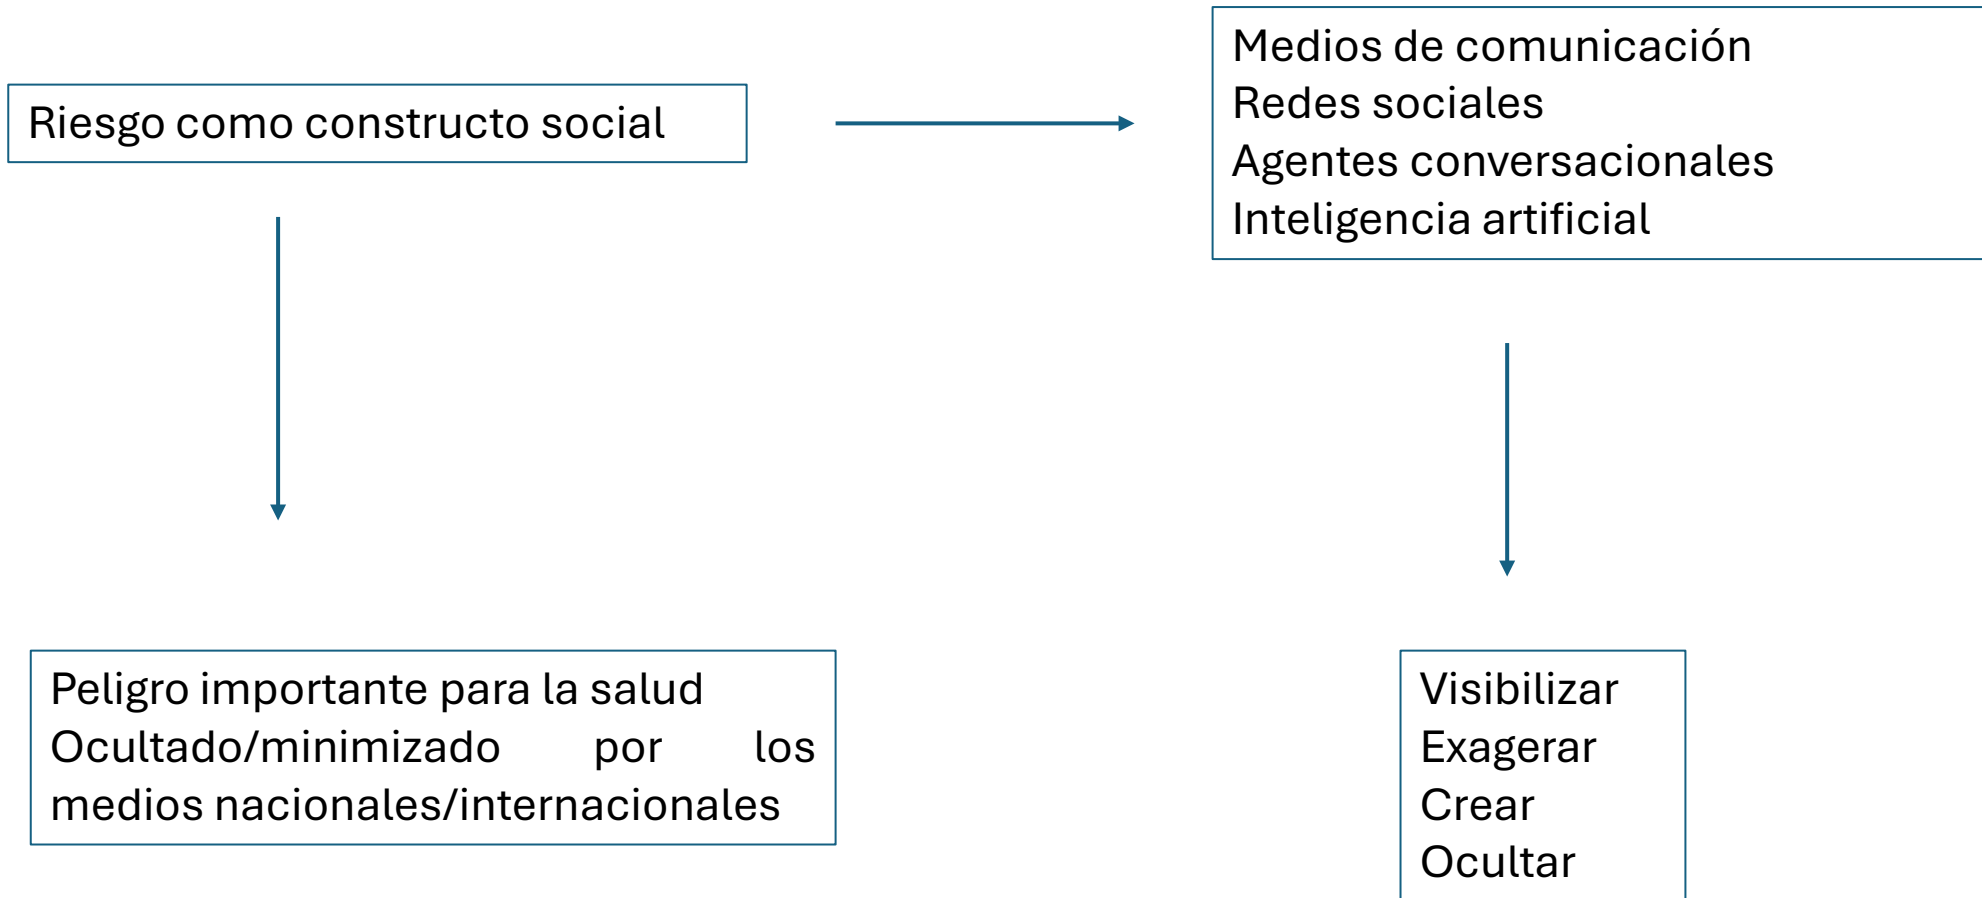 Riesgo como constructo social
Medios de comunicación
Redes sociales
Agentes conversacionales
Inteligencia artificial
Peligro importante para la salud
Ocultado/minimizado por los
medios nacionales/internacionales
Visibilizar
Exagerar
Crear
Ocultar